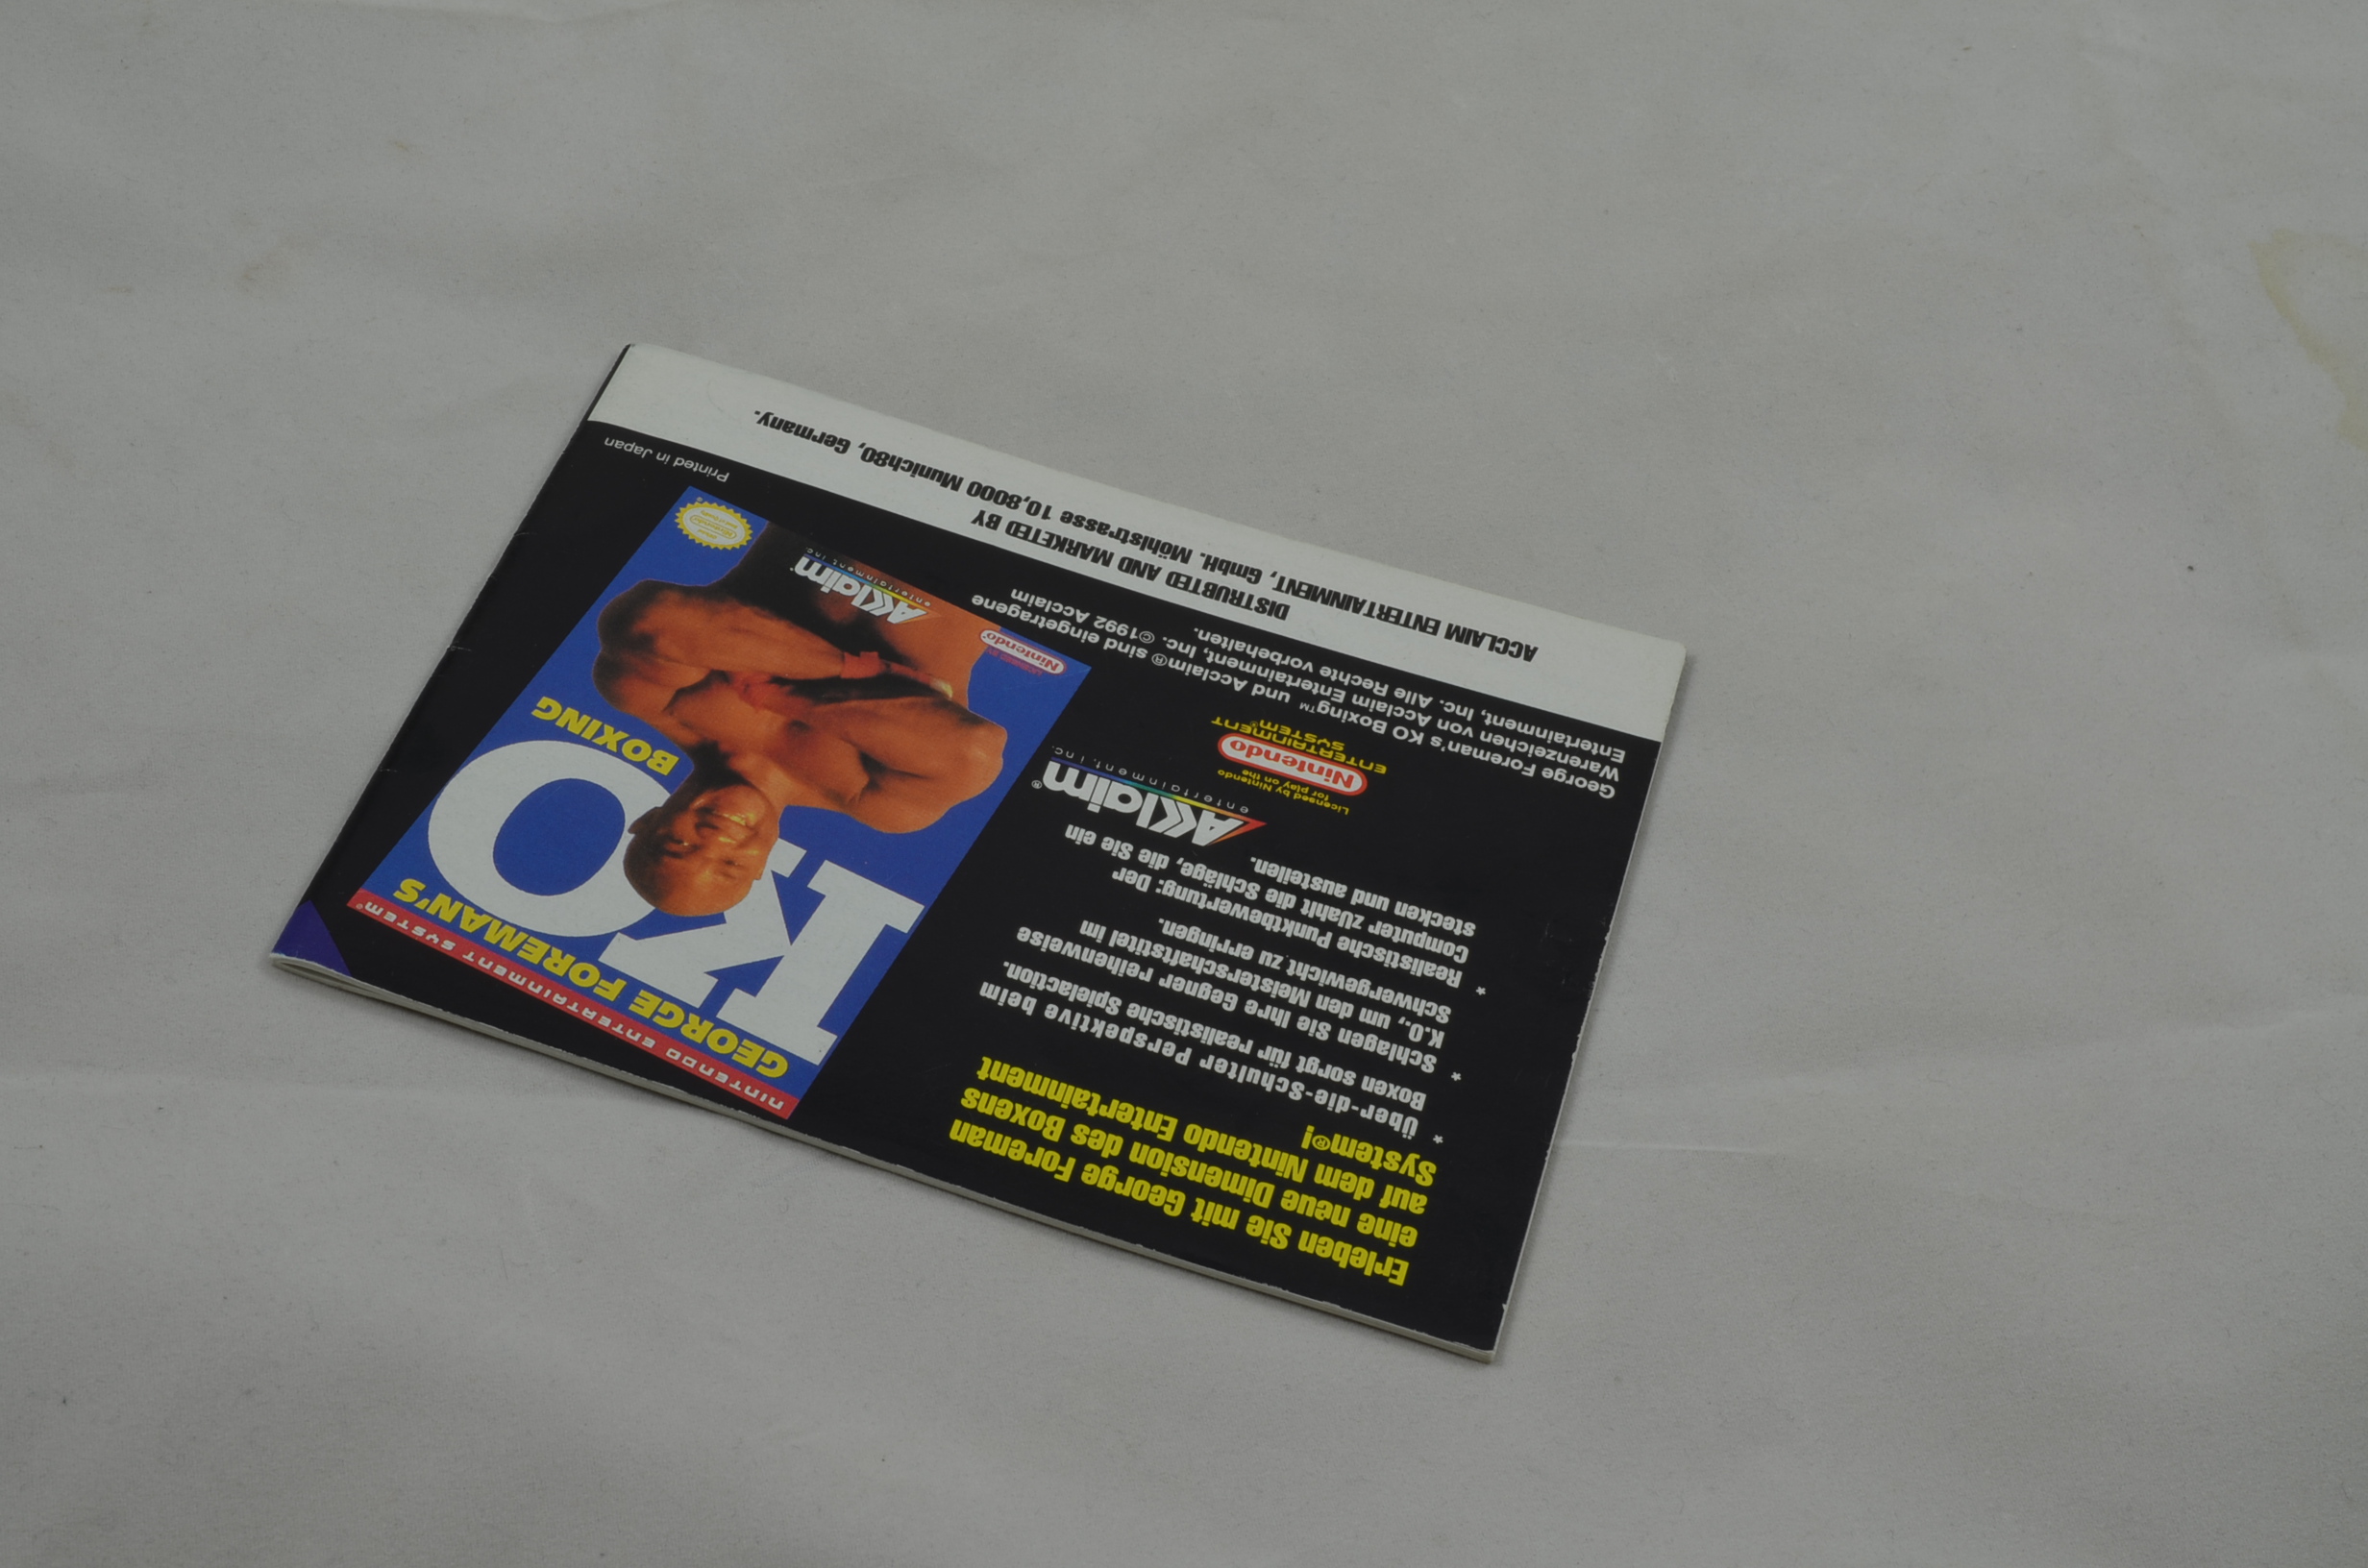 Erleben Sie mit George Foreman
eine neue Dimension des Boxens
auf dem Nintendo Entertainment
System®!
* Über-die-Schulter Perspektive beim
Boxen sorgt für realistische Spielaction.
* Schlagen Sie Ihre Gegner reihenweise
K.O., um den Meisterschaftstitel im
Schwergewicht zu erringen.
* Realistische Punktbewertung: Der
Computer zÜahlt die Schläge, die Sie ein
stecken und austeilen.
AKklaim®
entertainment, inc.
Licensed by Nintendo
for play on the
Nintendo
ENTERTAINMENT
SYSTEM®
NINTENDO ENTERTAINMENT SYSTEM®
GEORGE FOREMAN'S
KO
BOXING
Nintendo®
AKklaim®
entertainment, inc.
Printed in Japan
George Foreman's KO Boxing™ und Acclaim® sind eingetragene
Warenzeichen von Acclaim Entertainment, Inc. ©1992 Acclaim
Entertainment, Inc. Alle Rechte vorbehalten.
DISTRUBTED AND MARKETED BY
ACCLAIM ENTERTAINMENT, GmbH. Möhlstrasse 10,8000 Munich80, Germany.